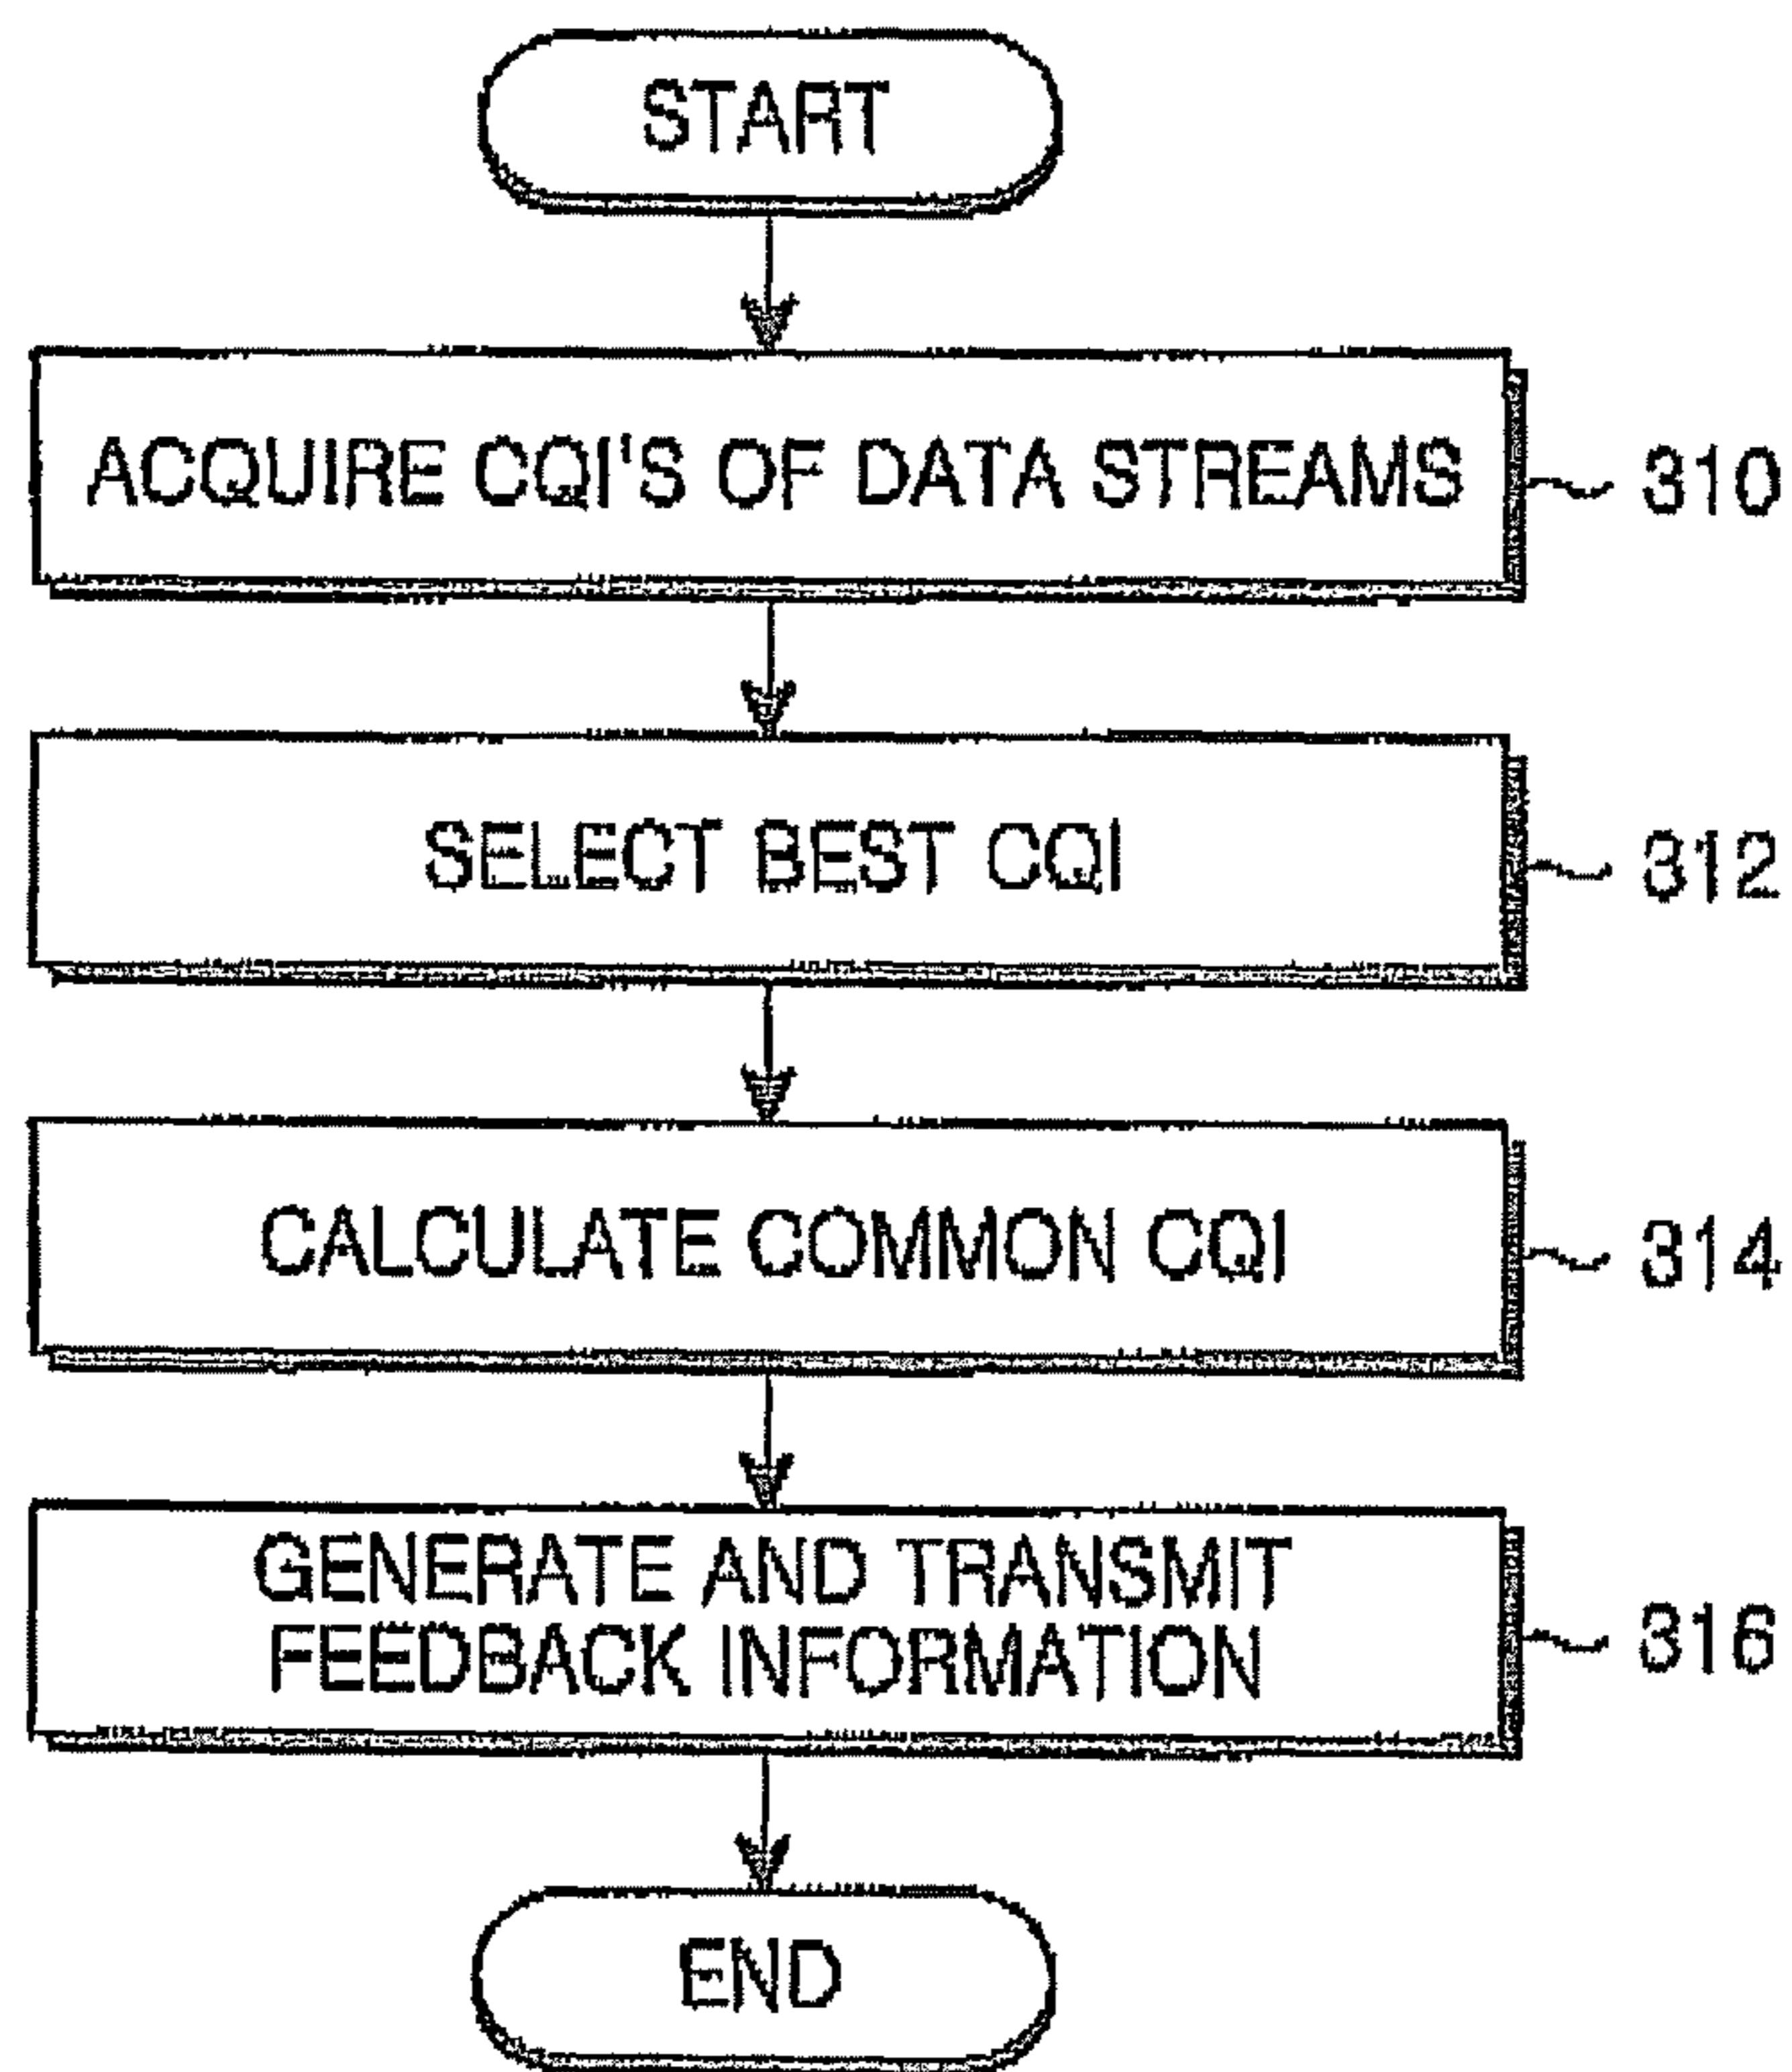 START
ACQUIRE CQI'S OF DATA STREAMS
310
SELECT BEST CQI
312
CALCULATE COMMON CQI
314
GENERATE AND TRANSMIT
FEEDBACK INFORMATION
316
END